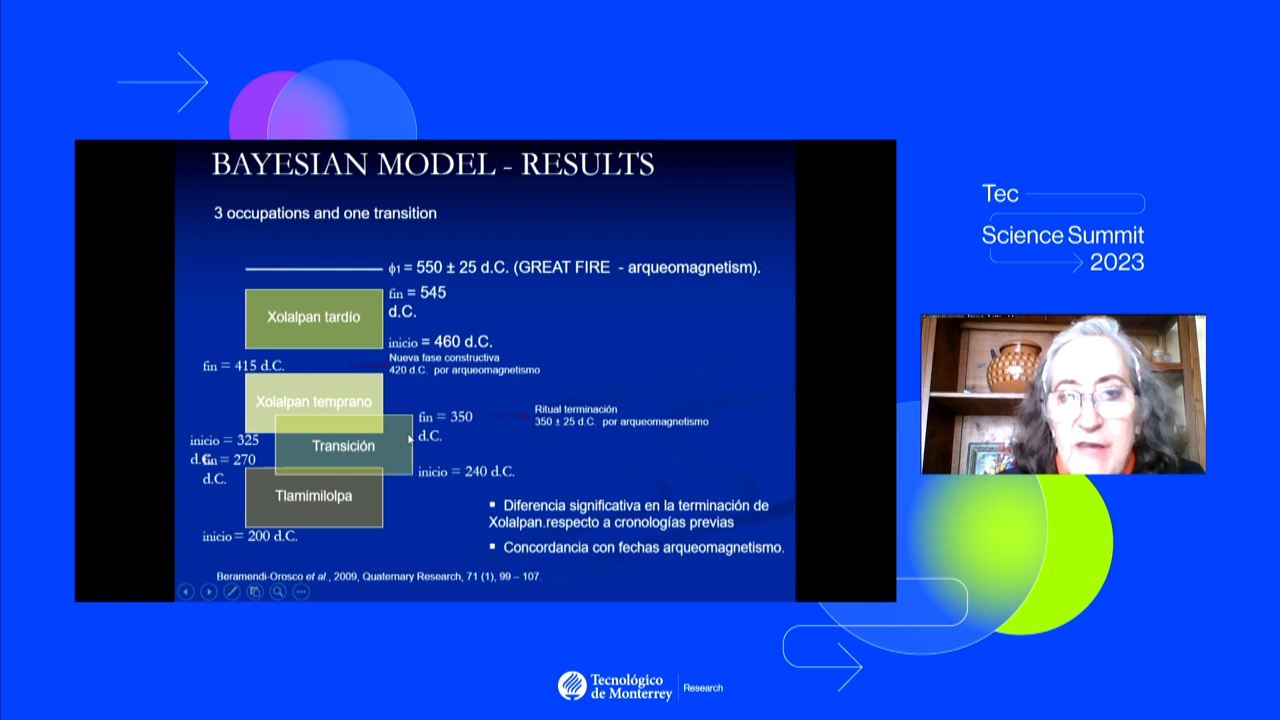 BAYESIAN MODEL - RESULTS
3 occupations and one transition
ϕ1 = 550 ± 25 d.C. (GREAT FIRE - arqueomagnetism).
fin = 545
d.C.
Xolalpan tardío
inicio = 460 d.C.
Nueva fase constructiva
420 d.C. por arqueomagnetismo
fin = 415 d.C.
Xolalpan temprano
fin = 350
d.C.
Ritual terminación
350 ± 25 d.C. por arqueomagnetismo
inicio = 325
d.C.
Transición
fin = 270
d.C.
inicio = 240 d.C.
Tlamimilolpa
inicio = 200 d.C.
▪ Diferencia significativa en la terminación de
Xolalpan.respecto a cronologías previas
▪ Concordancia con fechas arqueomagnetismo.
Beramendi-Orosco et al., 2009, Quaternary Research, 71 (1), 99 – 107.
Tec
Science Summit
2023
Tecnológico
de Monterrey
Research